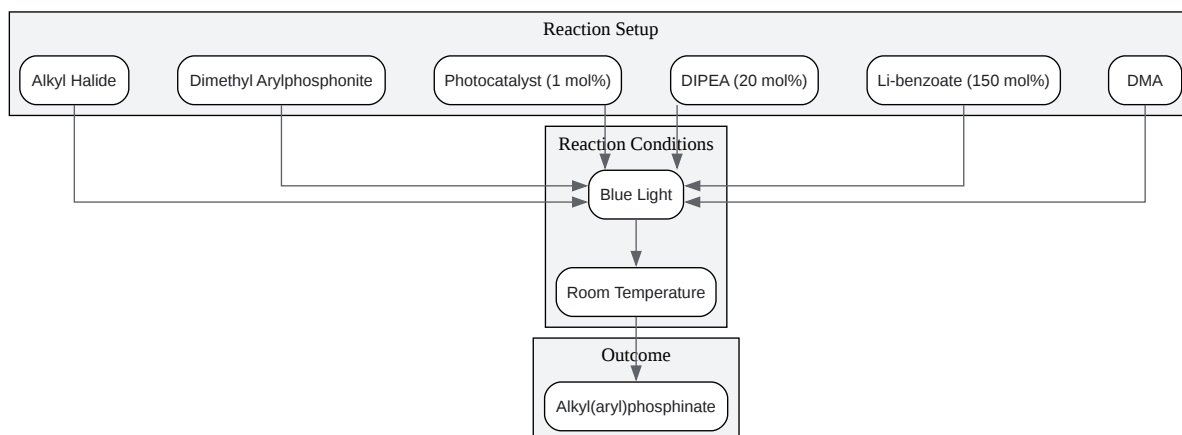 Reaction Setup
Alkyl Halide
Dimethyl Arylphosphonite
Photocatalyst (1 mol%)
DIPEA (20 mol%)
Li-benzoate (150 mol%)
DMA
Reaction Conditions
Blue Light
Room Temperature
Outcome
Alkyl(aryl)phosphinate